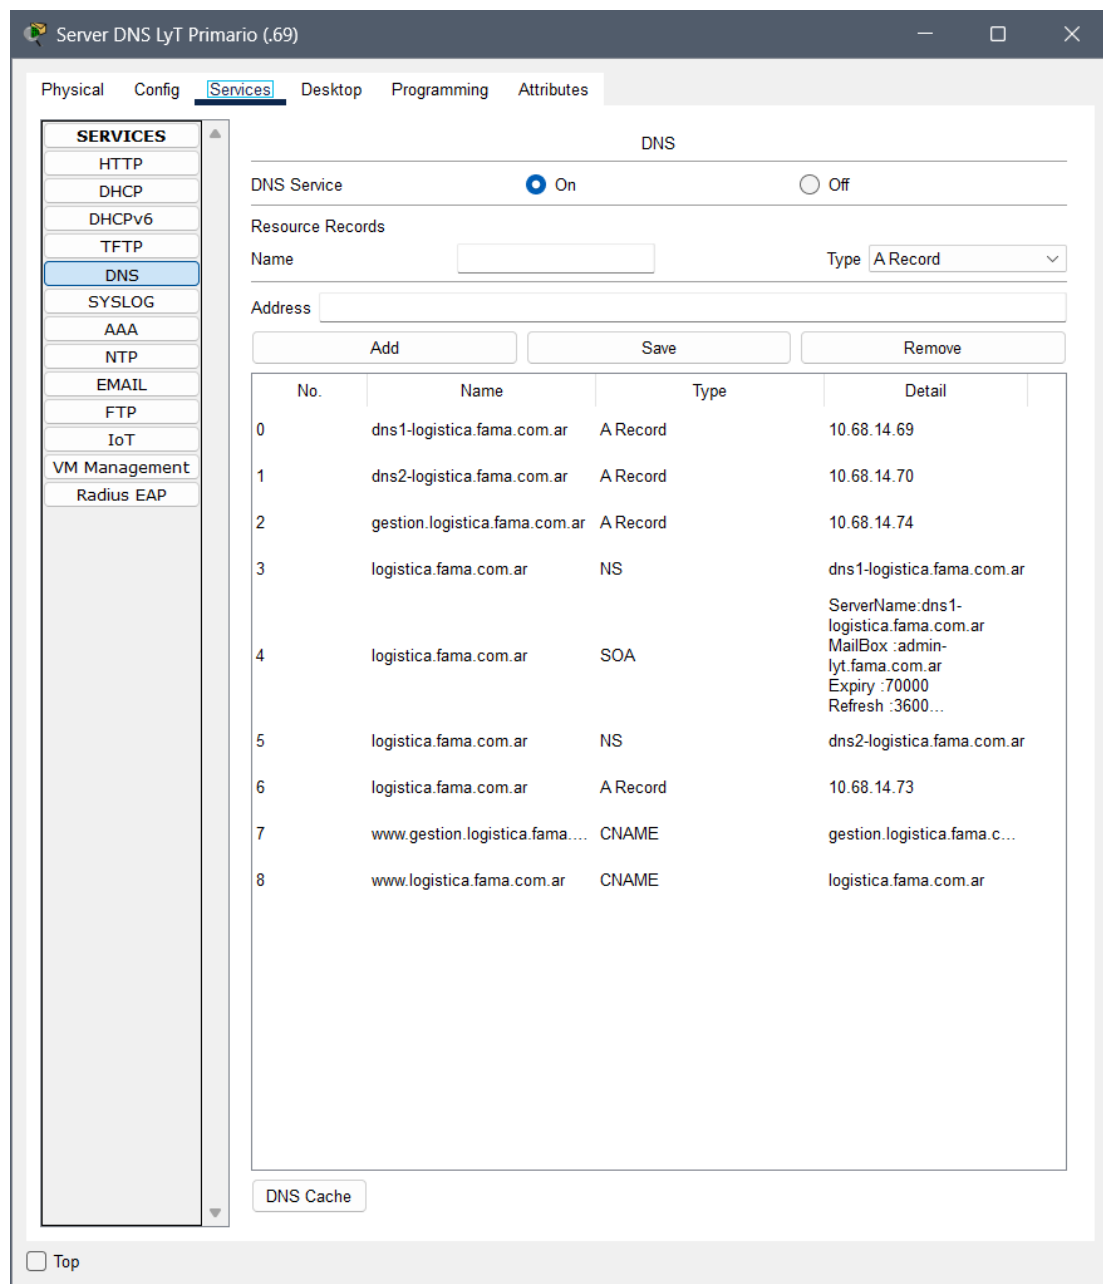 Server DNS LyT Primario (.69)
Physical Config Services Desktop Programming Attributes
SERVICES
HTTP
DHCP
DHCPv6
TFTP
DNS
SYSLOG
AAA
NTP
EMAIL
FTP
IoT
VM Management
Radius EAP
DNS
DNS Service On Off
Resource Records
Name Type A Record
Address
Add Save Remove
No. Name Type Detail
0 dns1-logistica.fama.com.ar A Record 10.68.14.69
1 dns2-logistica.fama.com.ar A Record 10.68.14.70
2 gestion.logistica.fama.com.ar A Record 10.68.14.74
3 logistica.fama.com.ar NS dns1-logistica.fama.com.ar
4 logistica.fama.com.ar SOA
ServerName:dns1-
logistica.fama.com.ar
MailBox :admin-
lyt.fama.com.ar
Expiry :70000
Refresh :3600...
5 logistica.fama.com.ar NS dns2-logistica.fama.com.ar
6 logistica.fama.com.ar A Record 10.68.14.73
7 www.gestion.logistica.fama.... CNAME gestion.logistica.fama.c...
8 www.logistica.fama.com.ar CNAME logistica.fama.com.ar
DNS Cache
Top